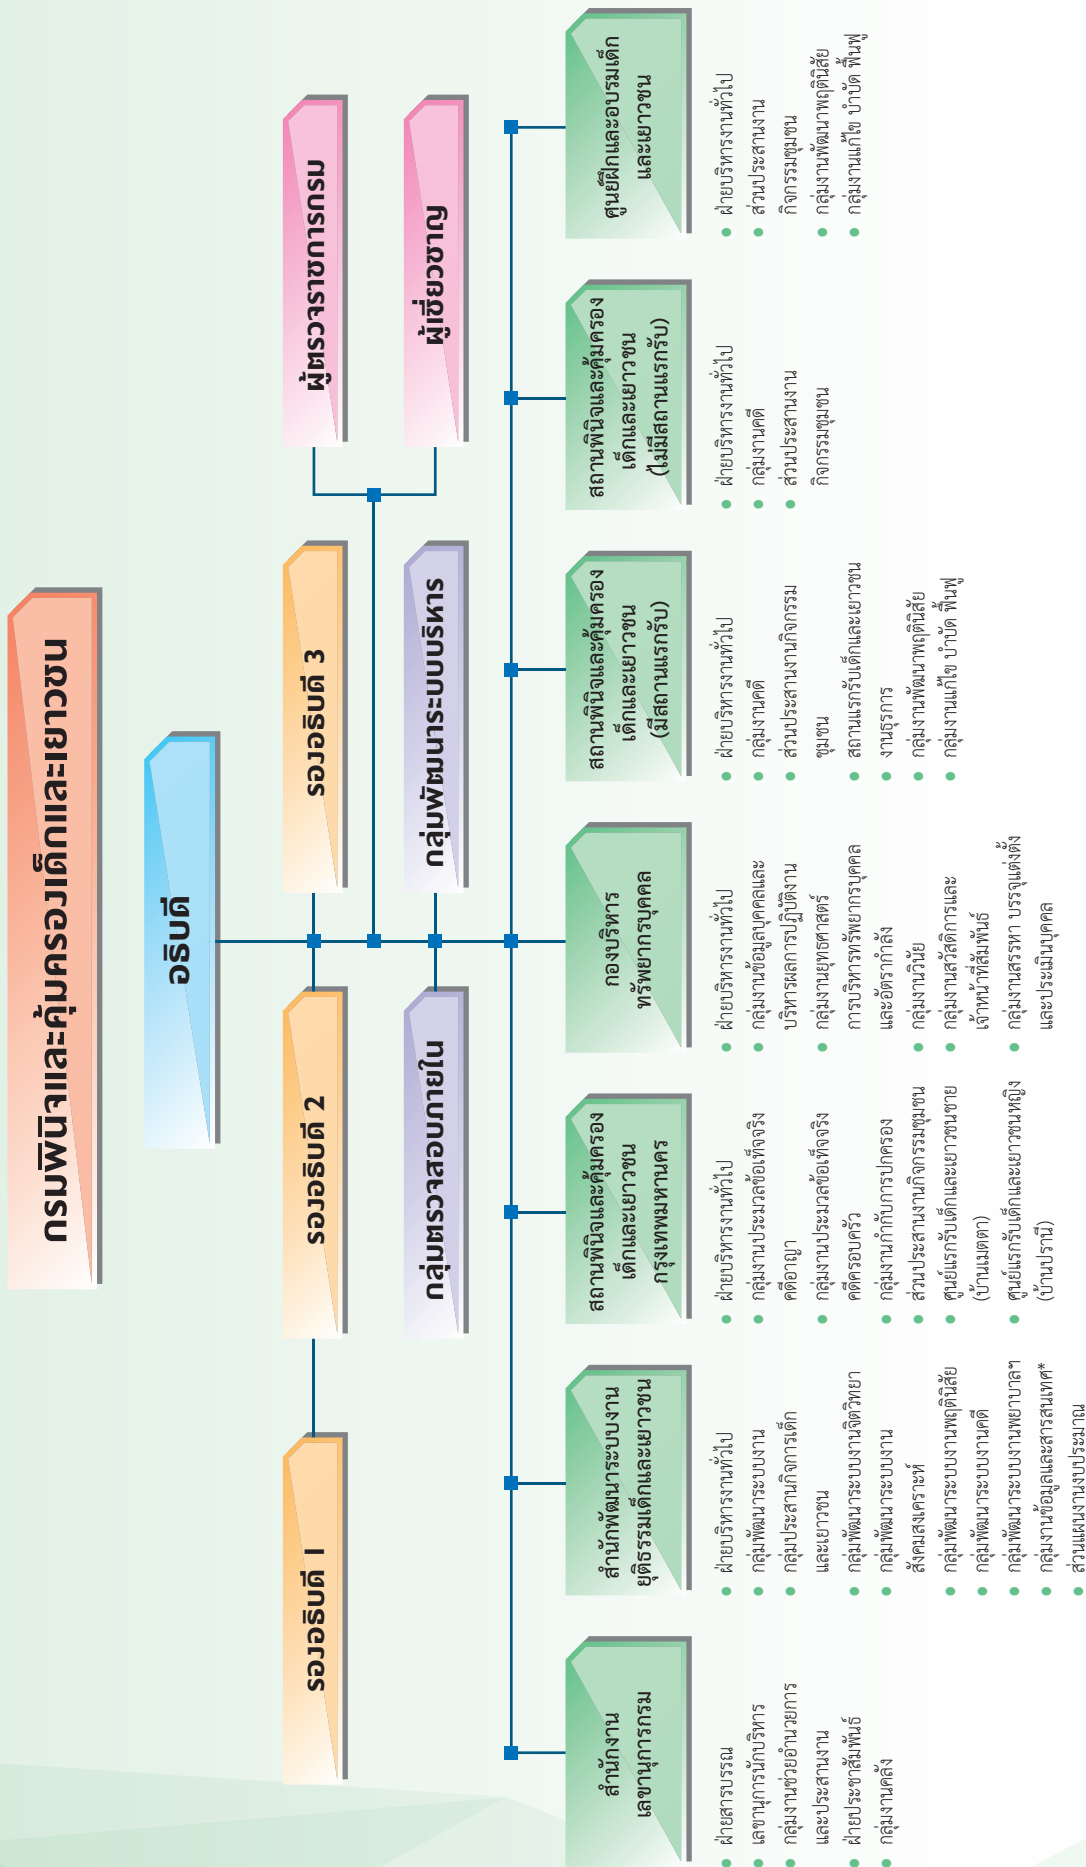 กรมพินิจและคุ้มครองเด็กและเยาวชน
อธิบดี
รองอธิบดี 1
รองอธิบดี 2
รองอธิบดี 3
ผู้ตรวจราชการกรม
กลุ่มตรวจสอบภายใน
กลุ่มพัฒนาระบบบริหาร
ผู้เชี่ยวชาญ
สำนักงาน
เลขานุการกรม
● ฝ่ายสารบรรณ
● เลขานุการนักบริหาร
● กลุ่มงานช่วยอำนวยการ
และประสานงาน
● ฝ่ายประชาสัมพันธ์
● กลุ่มงานคลัง
สำนักพัฒนาระบบงาน
ยุติธรรมเด็กและเยาวชน
● ฝ่ายบริหารงานทั่วไป
● กลุ่มพัฒนาระบบงาน
● กลุ่มประสานกิจการเด็ก
และเยาวชน
● กลุ่มพัฒนาระบบงานจิตวิทยา
● กลุ่มพัฒนาระบบงาน
สังคมสงเคราะห์
● กลุ่มพัฒนาระบบงานพฤตินิสัย
● กลุ่มพัฒนาระบบงานคดี
● กลุ่มพัฒนาระบบงานพยาบาลฯ
● กลุ่มงานข้อมูลและสารสนเทศ*
● ส่วนแผนงานงบประมาณ
สถานพินิจและคุ้มครอง
เด็กและเยาวชน
กรุงเทพมหานคร
● ฝ่ายบริหารงานทั่วไป
● กลุ่มงานประมวลข้อเท็จจริง
คดีอาญา
● กลุ่มงานประมวลข้อเท็จจริง
คดีครอบครัว
● กลุ่มงานกำกับการปกครอง
● ส่วนประสานงานกิจกรรมชุมชน
● ศูนย์แรกรับเด็กและเยาวชนชาย
(บ้านเมตตา)
● ศูนย์แรกรับเด็กและเยาวชนหญิง
(บ้านปรานี)
กองบริหาร
ทรัพยากรบุคคล
● ฝ่ายบริหารงานทั่วไป
● กลุ่มงานข้อมูลบุคคลและ
บริหารผลการปฏิบัติงาน
● กลุ่มงานยุทธศาสตร์
การบริหารทรัพยากรบุคคล
และอัตรากำลัง
● กลุ่มงานวินัย
● กลุ่มงานสวัสดิการและ
เจ้าหน้าที่สัมพันธ์
● กลุ่มงานสรรหา บรรจุแต่งตั้ง
และประเมินบุคคล
สถานพินิจและคุ้มครอง
เด็กและเยาวชน
(มีสถานแรกรับ)
● ฝ่ายบริหารงานทั่วไป
● กลุ่มงานคดี
● ส่วนประสานงานกิจกรรม
ชุมชน
● สถานแรกรับเด็กและเยาวชน
● งานธุรการ
● กลุ่มงานพัฒนาพฤตินิสัย
● กลุ่มงานแก้ไข บำบัด ฟื้นฟู
สถานพินิจและคุ้มครอง
เด็กและเยาวชน
(ไม่มีสถานแรกรับ)
● ฝ่ายบริหารงานทั่วไป
● กลุ่มงานคดี
● ส่วนประสานงาน
กิจกรรมชุมชน
ศูนย์ฝึกและอบรมเด็ก
และเยาวชน
● ฝ่ายบริหารงานทั่วไป
● ส่วนประสานงาน
กิจกรรมชุมชน
● กลุ่มงานพัฒนาพฤตินิสัย
● กลุ่มงานแก้ไข บำบัด ฟื้นฟู